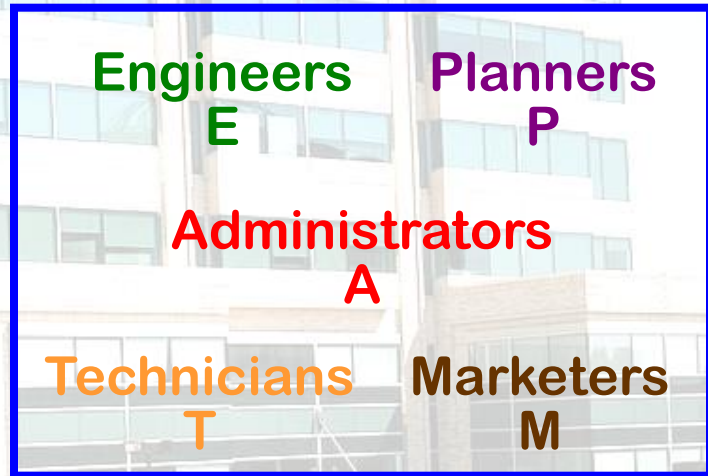 Engineers Planners
E P
Administrators
A
Technicians Marketers
T M